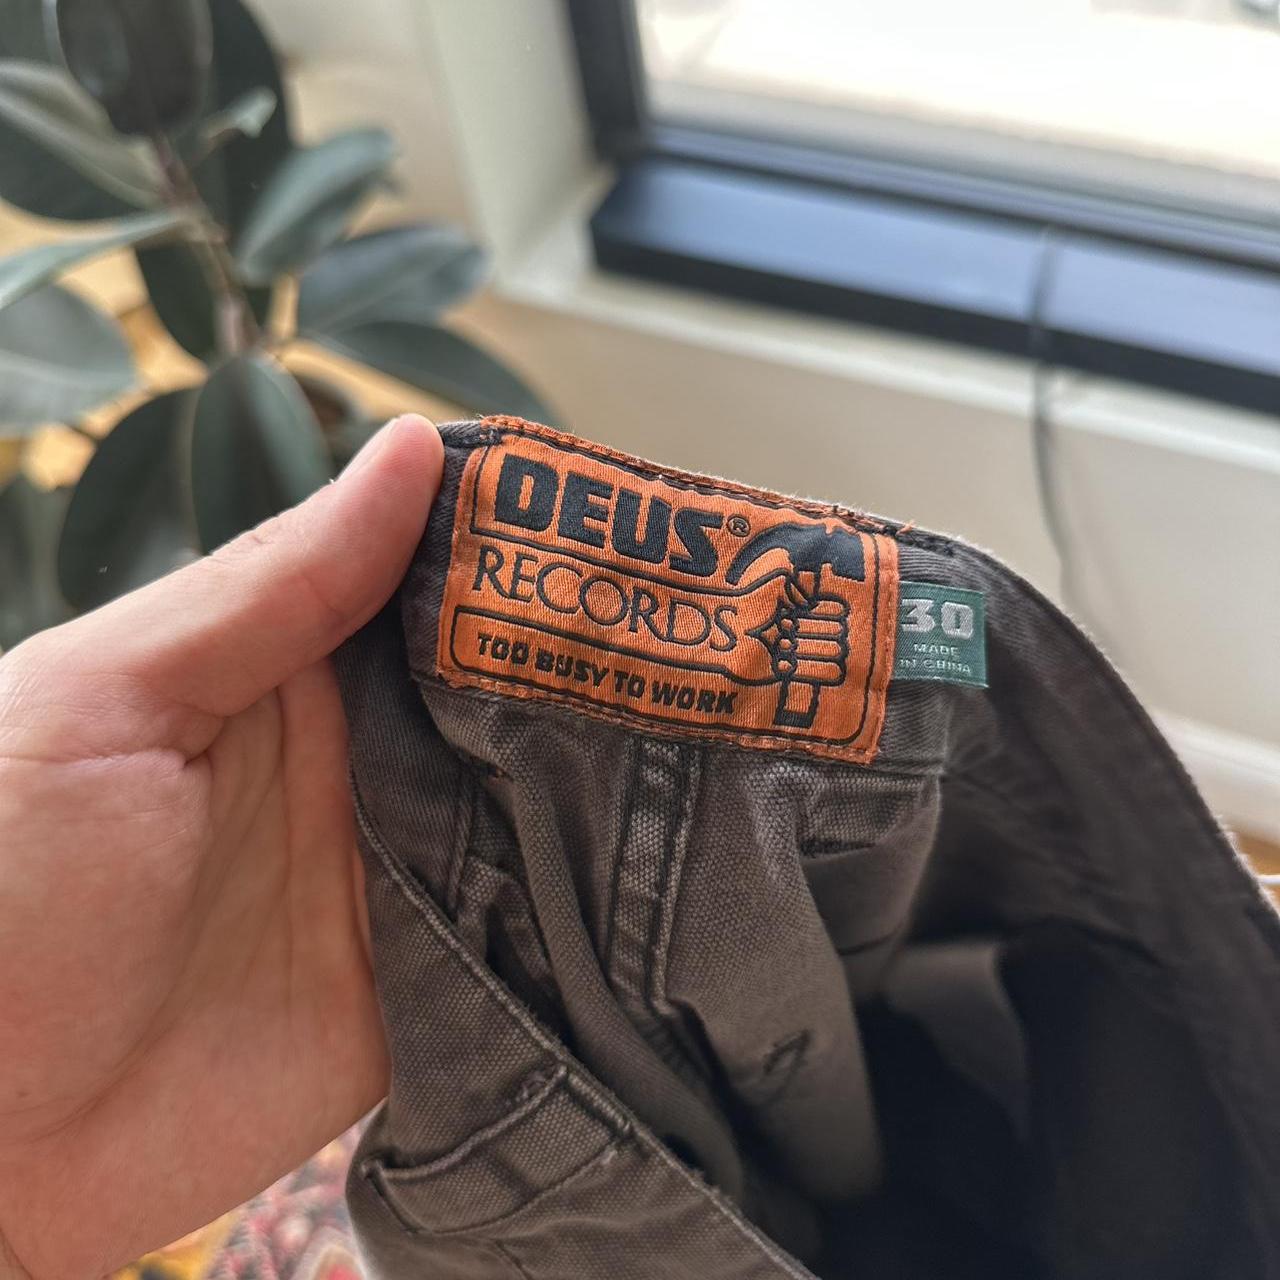 DEUS®
RECORDS
TOO BUSY TO WORK
30
MADE
IN CHINA